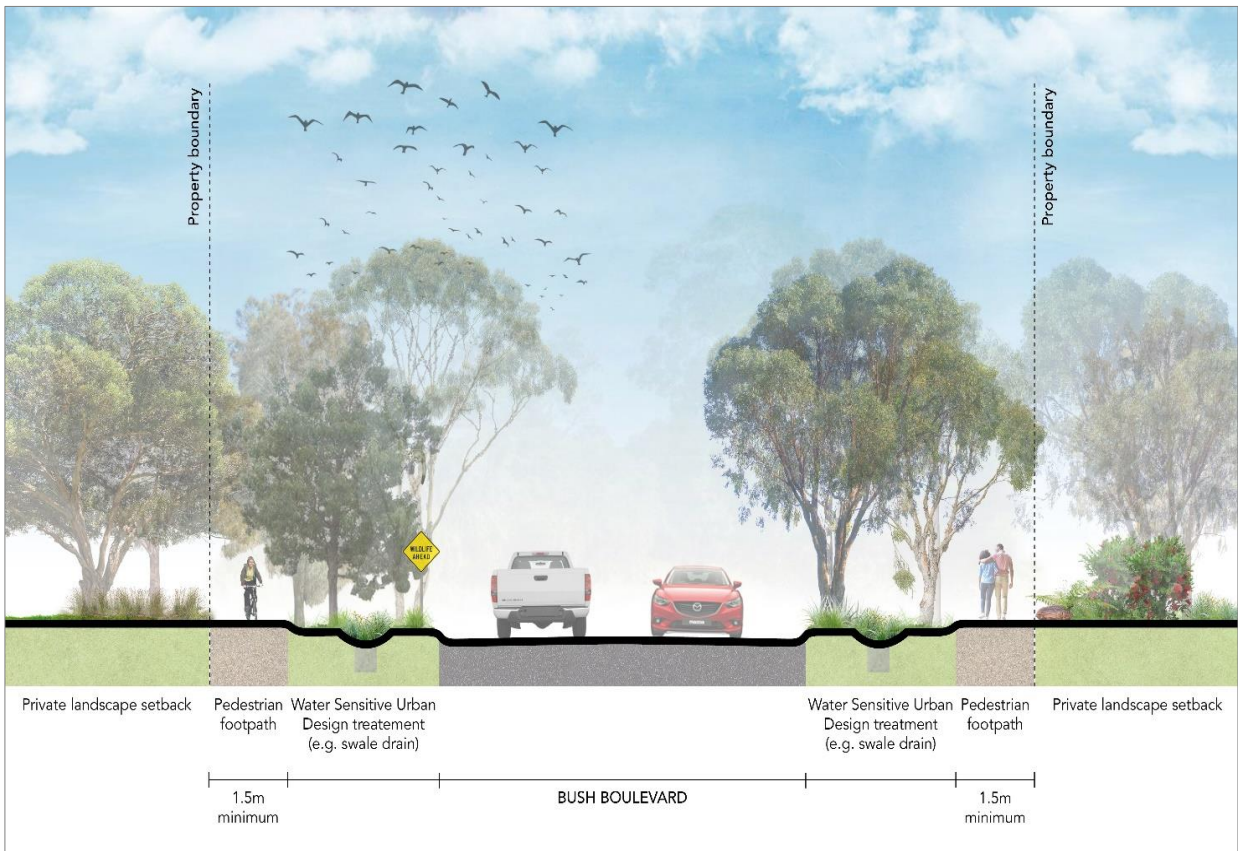 Property boundary
Property boundary
WILDLIFE
AHEAD
Private landscape setback
Pedestrian
footpath
Water Sensitive Urban
Design treatement
(e.g. swale drain)
Water Sensitive Urban
Design treatment
(e.g. swale drain)
Pedestrian
footpath
Private landscape setback
1.5m
minimum
BUSH BOULEVARD
1.5m
minimum